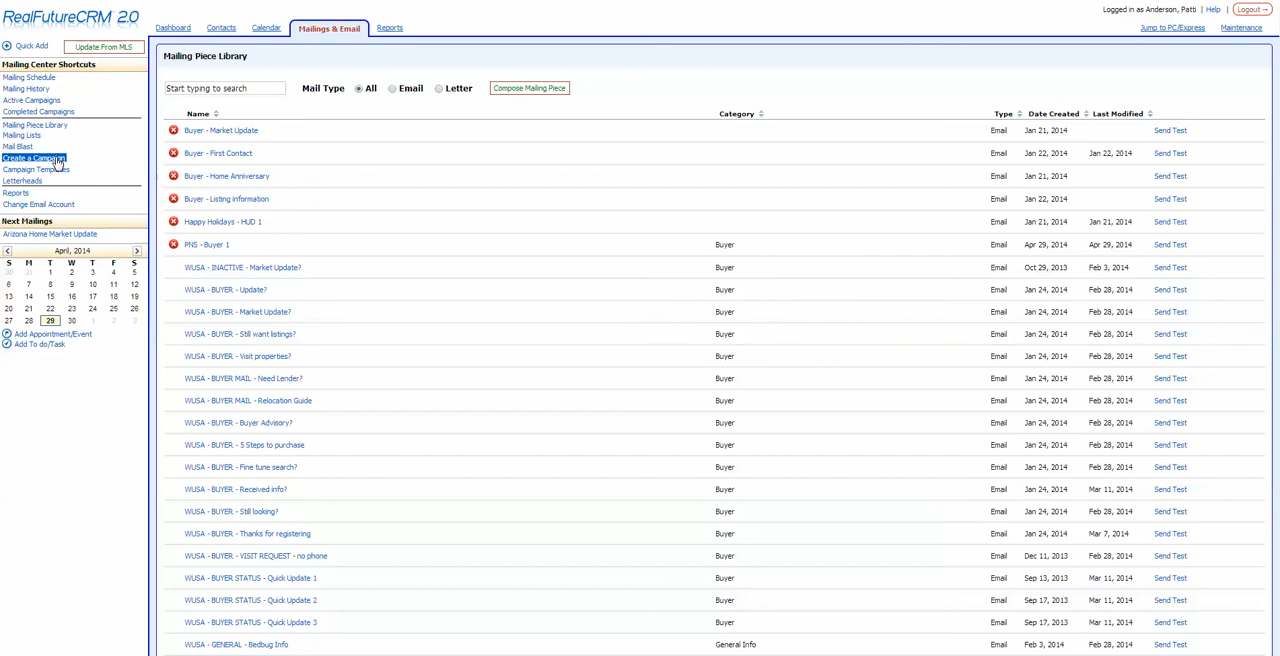 RealFutureCRM 2.0
Logged in as Anderson, Patti | Help | Logout
Dashboard Contacts Calendar Mailings & Email Reports Jump to PC/Express Maintenance
Quick Add Update From MLS
Mailing Center Shortcuts
Mailing Schedule
Mailing History
Active Campaigns
Completed Campaigns
Mailing Piece Library
Mailing Lists
Mail Blast
Create a Campaign
Campaign Templates
Letterheads
Reports
Change Email Account
Next Mailings
Arizona Home Market Update
< April, 2014 >
S M T W T F S
30 31 1 2 3 4 5
6 7 8 9 10 11 12
13 14 15 16 17 18 19
20 21 22 23 24 25 26
27 28 29 30 1 2 3
Add Appointment/Event
Add To do/Task
Mailing Piece Library
Start typing to search Mail Type All Email Letter Compose Mailing Piece
Name Category Type Date Created Last Modified
Buyer - Market Update Email Jan 21, 2014 Send Test
Buyer - First Contact Email Jan 22, 2014 Jan 22, 2014 Send Test
Buyer - Home Anniversary Email Jan 21, 2014 Send Test
Buyer - Listing information Email Jan 22, 2014 Send Test
Happy Holidays - HUD 1 Email Jan 21, 2014 Jan 21, 2014 Send Test
PNS - Buyer 1 Buyer Email Apr 29, 2014 Apr 29, 2014 Send Test
WUSA - INACTIVE - Market Update? Buyer Email Oct 29, 2013 Feb 3, 2014 Send Test
WUSA - BUYER - Update? Buyer Email Jan 24, 2014 Feb 28, 2014 Send Test
WUSA - BUYER - Market Update? Buyer Email Jan 24, 2014 Feb 28, 2014 Send Test
WUSA - BUYER - Still want listings? Buyer Email Jan 24, 2014 Feb 28, 2014 Send Test
WUSA - BUYER - Visit properties? Buyer Email Jan 24, 2014 Feb 28, 2014 Send Test
WUSA - BUYER MAIL - Need Lender? Buyer Email Jan 24, 2014 Feb 28, 2014 Send Test
WUSA - BUYER MAIL - Relocation Guide Buyer Email Jan 24, 2014 Feb 28, 2014 Send Test
WUSA - BUYER - Buyer Advisory? Buyer Email Jan 24, 2014 Feb 28, 2014 Send Test
WUSA - BUYER - 5 Steps to purchase Buyer Email Jan 24, 2014 Feb 28, 2014 Send Test
WUSA - BUYER - Fine tune search? Buyer Email Jan 24, 2014 Feb 28, 2014 Send Test
WUSA - BUYER - Received info? Buyer Email Jan 24, 2014 Mar 11, 2014 Send Test
WUSA - BUYER - Still looking? Buyer Email Jan 24, 2014 Feb 28, 2014 Send Test
WUSA - BUYER - Thanks for registering Buyer Email Jan 24, 2014 Mar 7, 2014 Send Test
WUSA - BUYER - VISIT REQUEST - no phone Buyer Email Dec 11, 2013 Feb 28, 2014 Send Test
WUSA - BUYER STATUS - Quick Update 1 Buyer Email Sep 13, 2013 Mar 11, 2014 Send Test
WUSA - BUYER STATUS - Quick Update 2 Buyer Email Sep 17, 2013 Mar 11, 2014 Send Test
WUSA - BUYER STATUS - Quick Update 3 Buyer Email Sep 17, 2013 Mar 11, 2014 Send Test
WUSA - GENERAL - Bedbug Info General Info Email Feb 3, 2014 Feb 28, 2014 Send Test